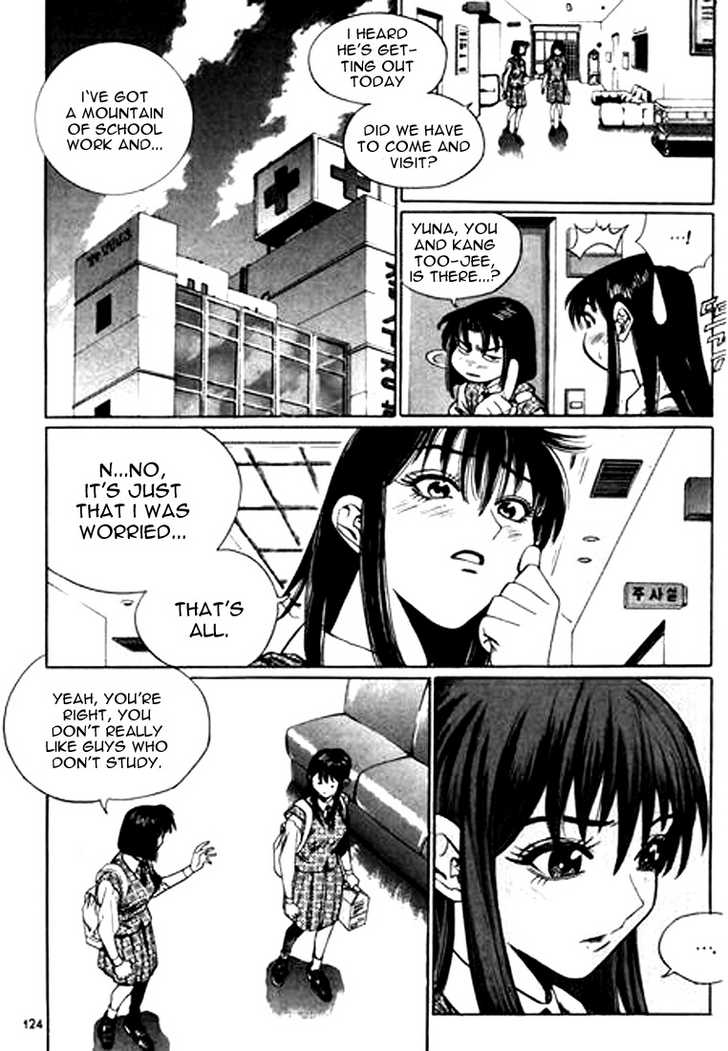 I'VE GOT
A MOUNTAIN
OF SCHOOL
WORK AND...
I HEARD
HE'S GET-
TING OUT
TODAY
DID WE HAVE
TO COME AND
VISIT?
YUNA, YOU
AND KANG
TOO-JEE,
IS THERE...?
...!
N...NO,
IT'S JUST
THAT I WAS
WORRIED...
THAT'S
ALL.
주사실
YEAH, YOU'RE
RIGHT, YOU
DON'T REALLY
LIKE GUYS WHO
DON'T STUDY.
....
124